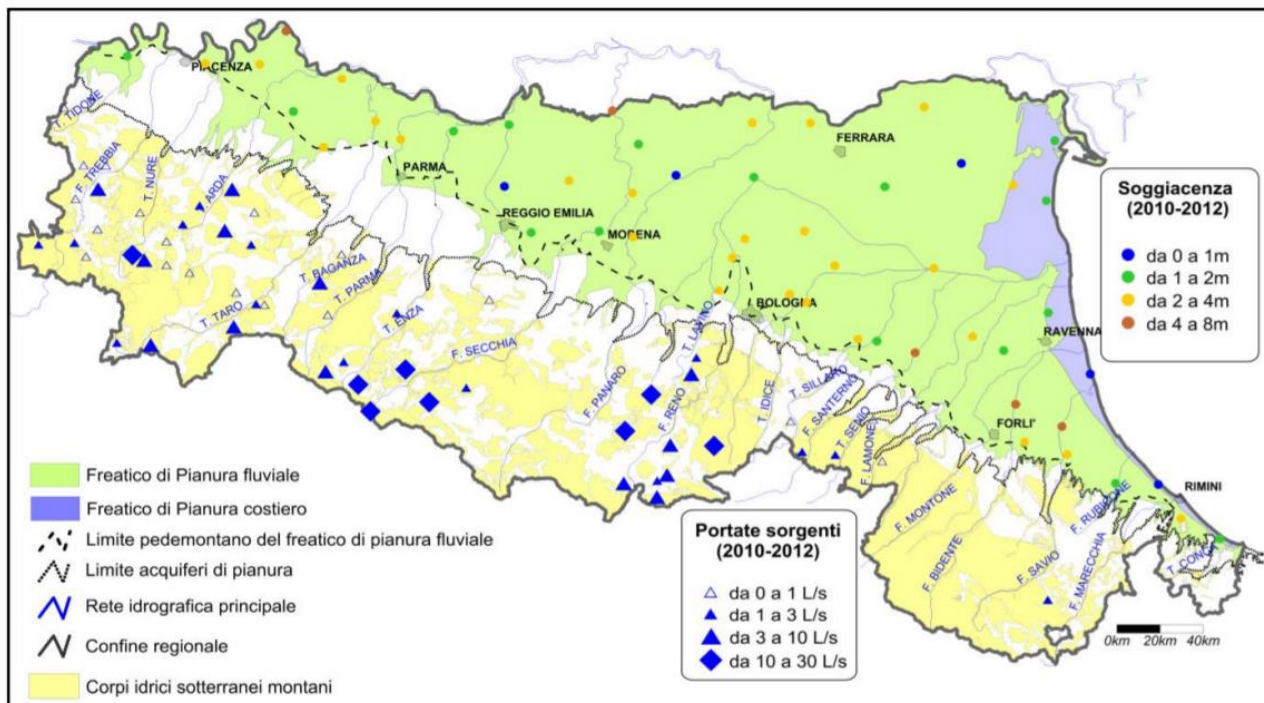 PIACENZA
T. TIDONE
F. TREBBIA
T. NURE
T. ARDA
PARMA
FERRARA
REGGIO EMILIA
MODENA
T. BAGANZA
T. PARMA
T. TARO
T. ENZA
F. SECCHIA
F. PANARO
F. RENO
T. LAVINO
BOLOGNA
T. IDICE
T. SILLARO
F. SANTERNO
T. SENIO
F. LAMONE
RAVENNA
FORLI'
F. MONTONE
F. BIDENTE
F. SAVIO
F. MARECCHIA
F. RUBICONE
RIMINI
T. CONCA
0km 20km 40km
Soggiacenza
(2010-2012)
da 0 a 1m
da 1 a 2m
da 2 a 4m
da 4 a 8m
Freatico di Pianura fluviale
Freatico di Pianura costiero
Limite pedemontano del freatico di pianura fluviale
Limite acquiferi di pianura
Rete idrografica principale
Confine regionale
Corpi idrici sotterranei montani
Portate sorgenti
(2010-2012)
da 0 a 1 L/s
da 1 a 3 L/s
da 3 a 10 L/s
da 10 a 30 L/s